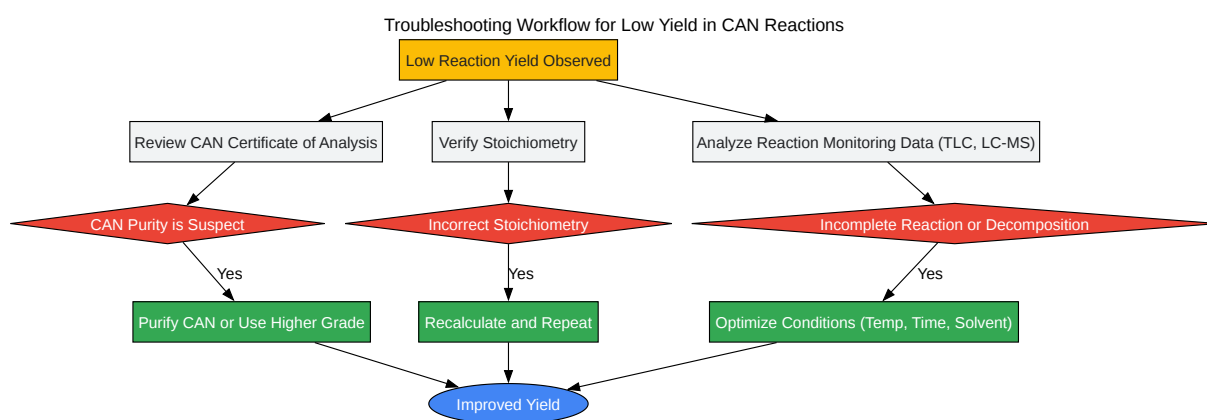 Troubleshooting Workflow for Low Yield in CAN Reactions
Low Reaction Yield Observed
Review CAN Certificate of Analysis
Verify Stoichiometry
Analyze Reaction Monitoring Data (TLC, LC-MS)
CAN Purity is Suspect
Incorrect Stoichiometry
Incomplete Reaction or Decomposition
Yes
Yes
Yes
Purify CAN or Use Higher Grade
Recalculate and Repeat
Optimize Conditions (Temp, Time, Solvent)
Improved Yield